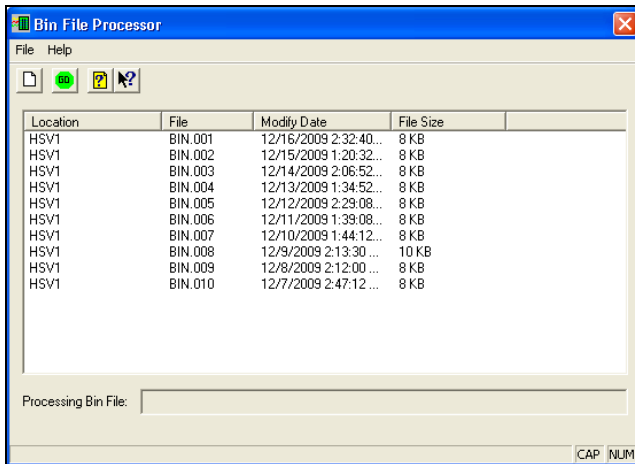 Bin File Processor
File Help
GO
Location File Modify Date File Size
HSV1 BIN.001 12/16/2009 2:32:40... 8 KB
HSV1 BIN.002 12/15/2009 1:20:32... 8 KB
HSV1 BIN.003 12/14/2009 2:06:52... 8 KB
HSV1 BIN.004 12/13/2009 1:34:52... 8 KB
HSV1 BIN.005 12/12/2009 2:29:08... 8 KB
HSV1 BIN.006 12/11/2009 1:39:08... 8 KB
HSV1 BIN.007 12/10/2009 1:44:12... 8 KB
HSV1 BIN.008 12/9/2009 2:13:30 ... 10 KB
HSV1 BIN.009 12/8/2009 2:12:00 ... 8 KB
HSV1 BIN.010 12/7/2009 2:47:12 ... 8 KB
Processing Bin File:
CAP NUM